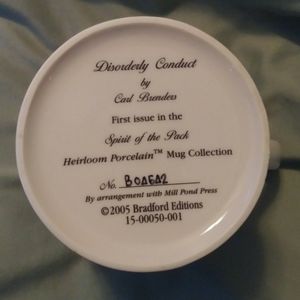 Disorderly Conduct
by
Carl Brenders
First issue in the
Spirit of the Pack
Heirloom Porcelain™ Mug Collection
No. B0A6A2
By arrangement with Mill Pond Press
©2005 Bradford Editions
15-00050-001